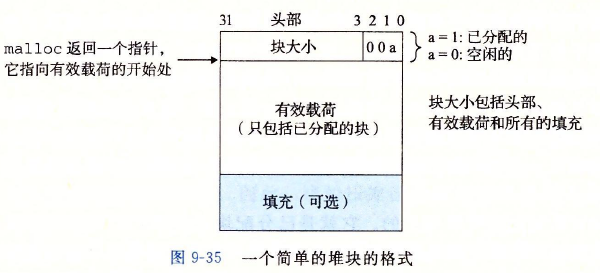 31 头部 3 2 1 0
块大小
0 0 a
a = 1: 已分配的
a = 0: 空闲的
malloc 返回一个指针，
它指向有效载荷的开始处
有效载荷
（只包括已分配的块）
块大小包括头部、
有效载荷和所有的填充
填充（可选）
图 9-35 一个简单的堆块的格式